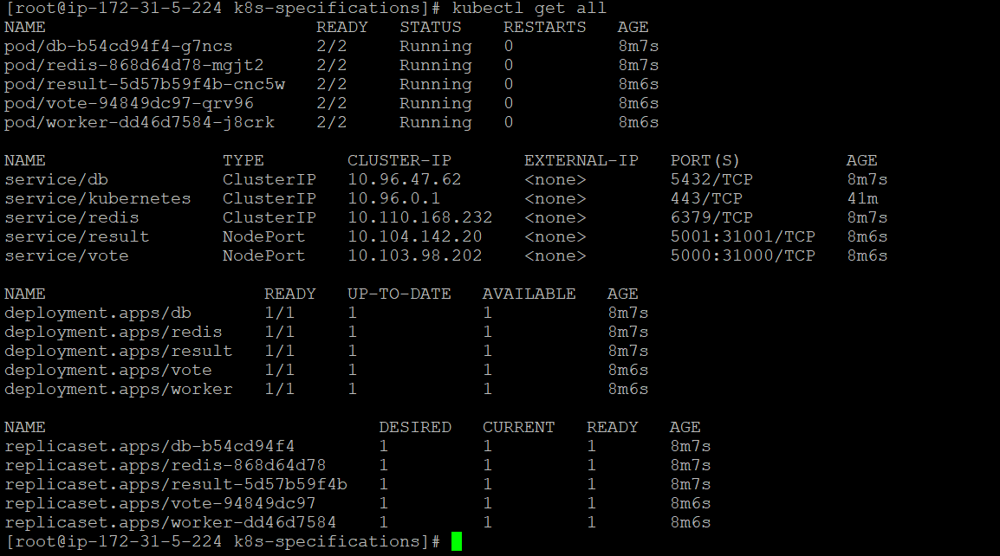 [root@ip-172-31-5-224 k8s-specifications]# kubectl get all
NAME                          READY   STATUS    RESTARTS   AGE
pod/db-b54cd94f4-g7ncs        2/2     Running   0          8m7s
pod/redis-868d64d78-mgjt2     2/2     Running   0          8m7s
pod/result-5d57b59f4b-cnc5w   2/2     Running   0          8m6s
pod/vote-94849dc97-qrv96      2/2     Running   0          8m6s
pod/worker-dd46d7584-j8crk    2/2     Running   0          8m6s

NAME                 TYPE        CLUSTER-IP       EXTERNAL-IP   PORT(S)          AGE
service/db           ClusterIP   10.96.47.62      <none>        5432/TCP         8m7s
service/kubernetes   ClusterIP   10.96.0.1        <none>        443/TCP          41m
service/redis        ClusterIP   10.110.168.232   <none>        6379/TCP         8m7s
service/result       NodePort    10.104.142.20    <none>        5001:31001/TCP   8m6s
service/vote         NodePort    10.103.98.202    <none>        5000:31000/TCP   8m6s

NAME                     READY   UP-TO-DATE   AVAILABLE   AGE
deployment.apps/db       1/1     1            1           8m7s
deployment.apps/redis    1/1     1            1           8m7s
deployment.apps/result   1/1     1            1           8m7s
deployment.apps/vote     1/1     1            1           8m6s
deployment.apps/worker   1/1     1            1           8m6s

NAME                                DESIRED   CURRENT   READY   AGE
replicaset.apps/db-b54cd94f4        1         1         1       8m7s
replicaset.apps/redis-868d64d78     1         1         1       8m7s
replicaset.apps/result-5d57b59f4b   1         1         1       8m7s
replicaset.apps/vote-94849dc97      1         1         1       8m6s
replicaset.apps/worker-dd46d7584    1         1         1       8m6s
[root@ip-172-31-5-224 k8s-specifications]#